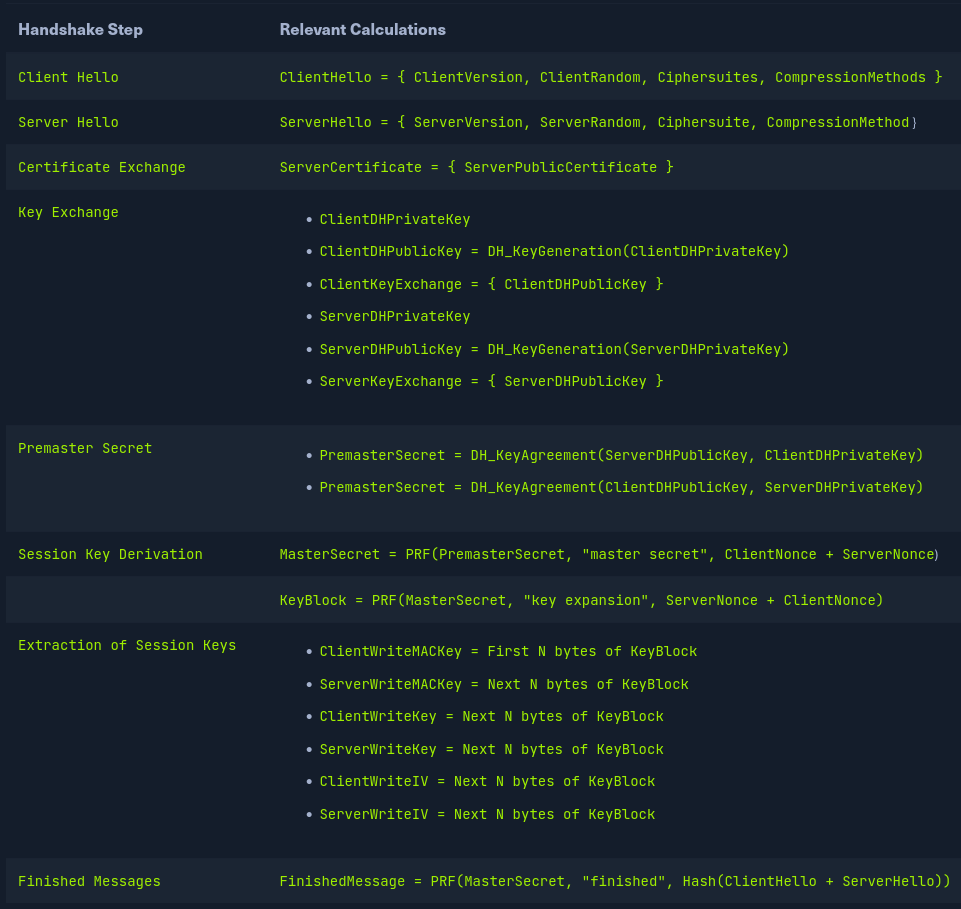 Handshake Step Relevant Calculations
Client Hello ClientHello = { ClientVersion, ClientRandom, Ciphersuites, CompressionMethods }
Server Hello ServerHello = { ServerVersion, ServerRandom, Ciphersuite, CompressionMethod}
Certificate Exchange ServerCertificate = { ServerPublicCertificate }
Key Exchange
• ClientDHPrivateKey
• ClientDHPublicKey = DH_KeyGeneration(ClientDHPrivateKey)
• ClientKeyExchange = { ClientDHPublicKey }
• ServerDHPrivateKey
• ServerDHPublicKey = DH_KeyGeneration(ServerDHPrivateKey)
• ServerKeyExchange = { ServerDHPublicKey }
Premaster Secret
• PremasterSecret = DH_KeyAgreement(ServerDHPublicKey, ClientDHPrivateKey)
• PremasterSecret = DH_KeyAgreement(ClientDHPublicKey, ServerDHPrivateKey)
Session Key Derivation MasterSecret = PRF(PremasterSecret, "master secret", ClientNonce + ServerNonce)
KeyBlock = PRF(MasterSecret, "key expansion", ServerNonce + ClientNonce)
Extraction of Session Keys
• ClientWriteMACKey = First N bytes of KeyBlock
• ServerWriteMACKey = Next N bytes of KeyBlock
• ClientWriteKey = Next N bytes of KeyBlock
• ServerWriteKey = Next N bytes of KeyBlock
• ClientWriteIV = Next N bytes of KeyBlock
• ServerWriteIV = Next N bytes of KeyBlock
Finished Messages FinishedMessage = PRF(MasterSecret, "finished", Hash(ClientHello + ServerHello))